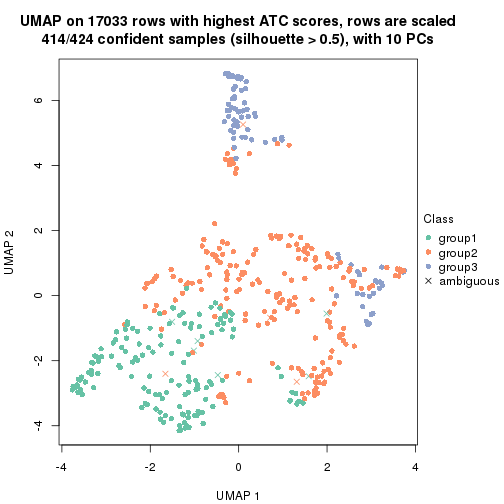 UMAP on 17033 rows with highest ATC scores, rows are scaled
414/424 confident samples (silhouette > 0.5), with 10 PCs
6
4
2
0
-2
-4
UMAP 2
-4
-2
0
2
4
UMAP 1
Class
group1
group2
group3
ambiguous